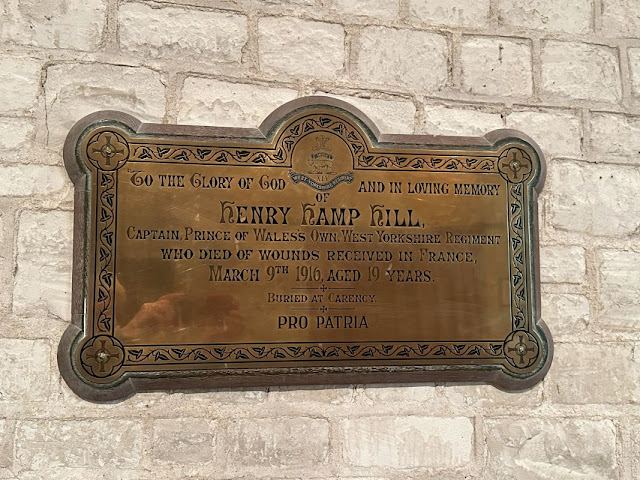 To the Glory of God and in loving memory
of
Henry Hamp Hill,
Captain, Prince of Wales's Own, West Yorkshire Regiment
who died of wounds received in France,
March 9th 1916, aged 19 years.
Buried at Carency
PRO PATRIA